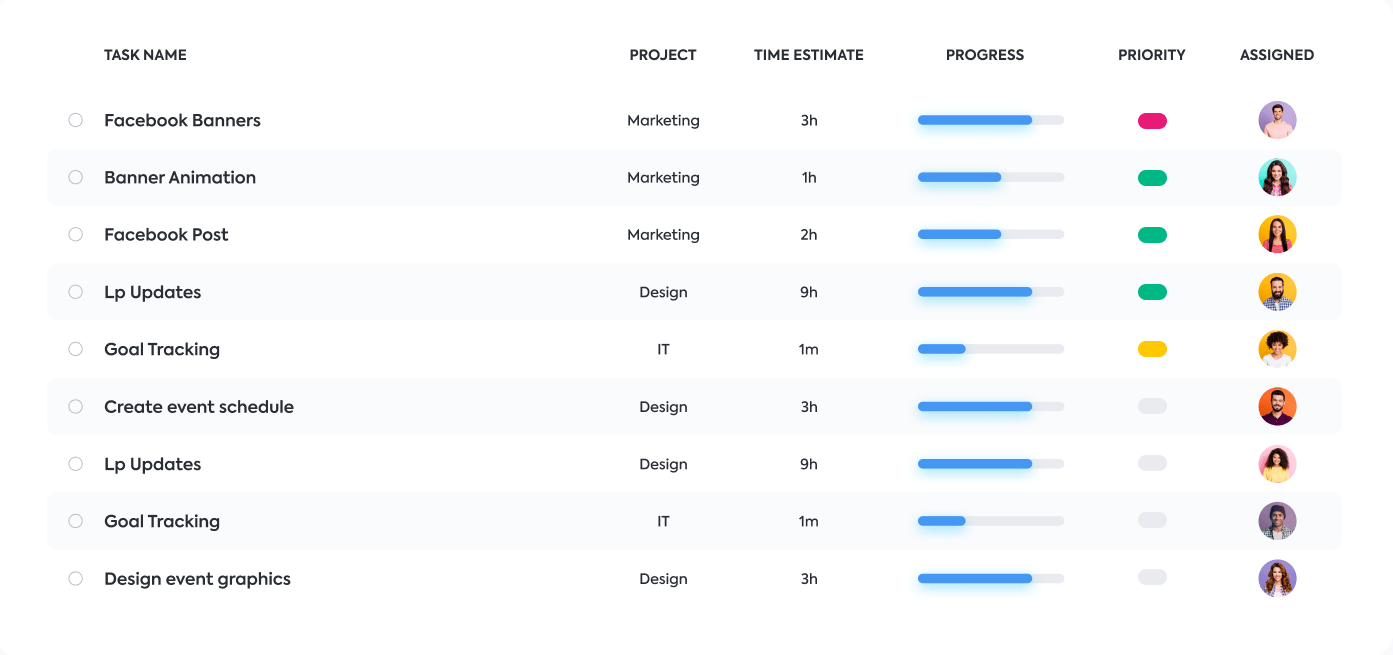 TASK NAME PROJECT TIME ESTIMATE PROGRESS PRIORITY ASSIGNED
Facebook Banners Marketing 3h
Banner Animation Marketing 1h
Facebook Post Marketing 2h
Lp Updates Design 9h
Goal Tracking IT 1m
Create event schedule Design 3h
Lp Updates Design 9h
Goal Tracking IT 1m
Design event graphics Design 3h